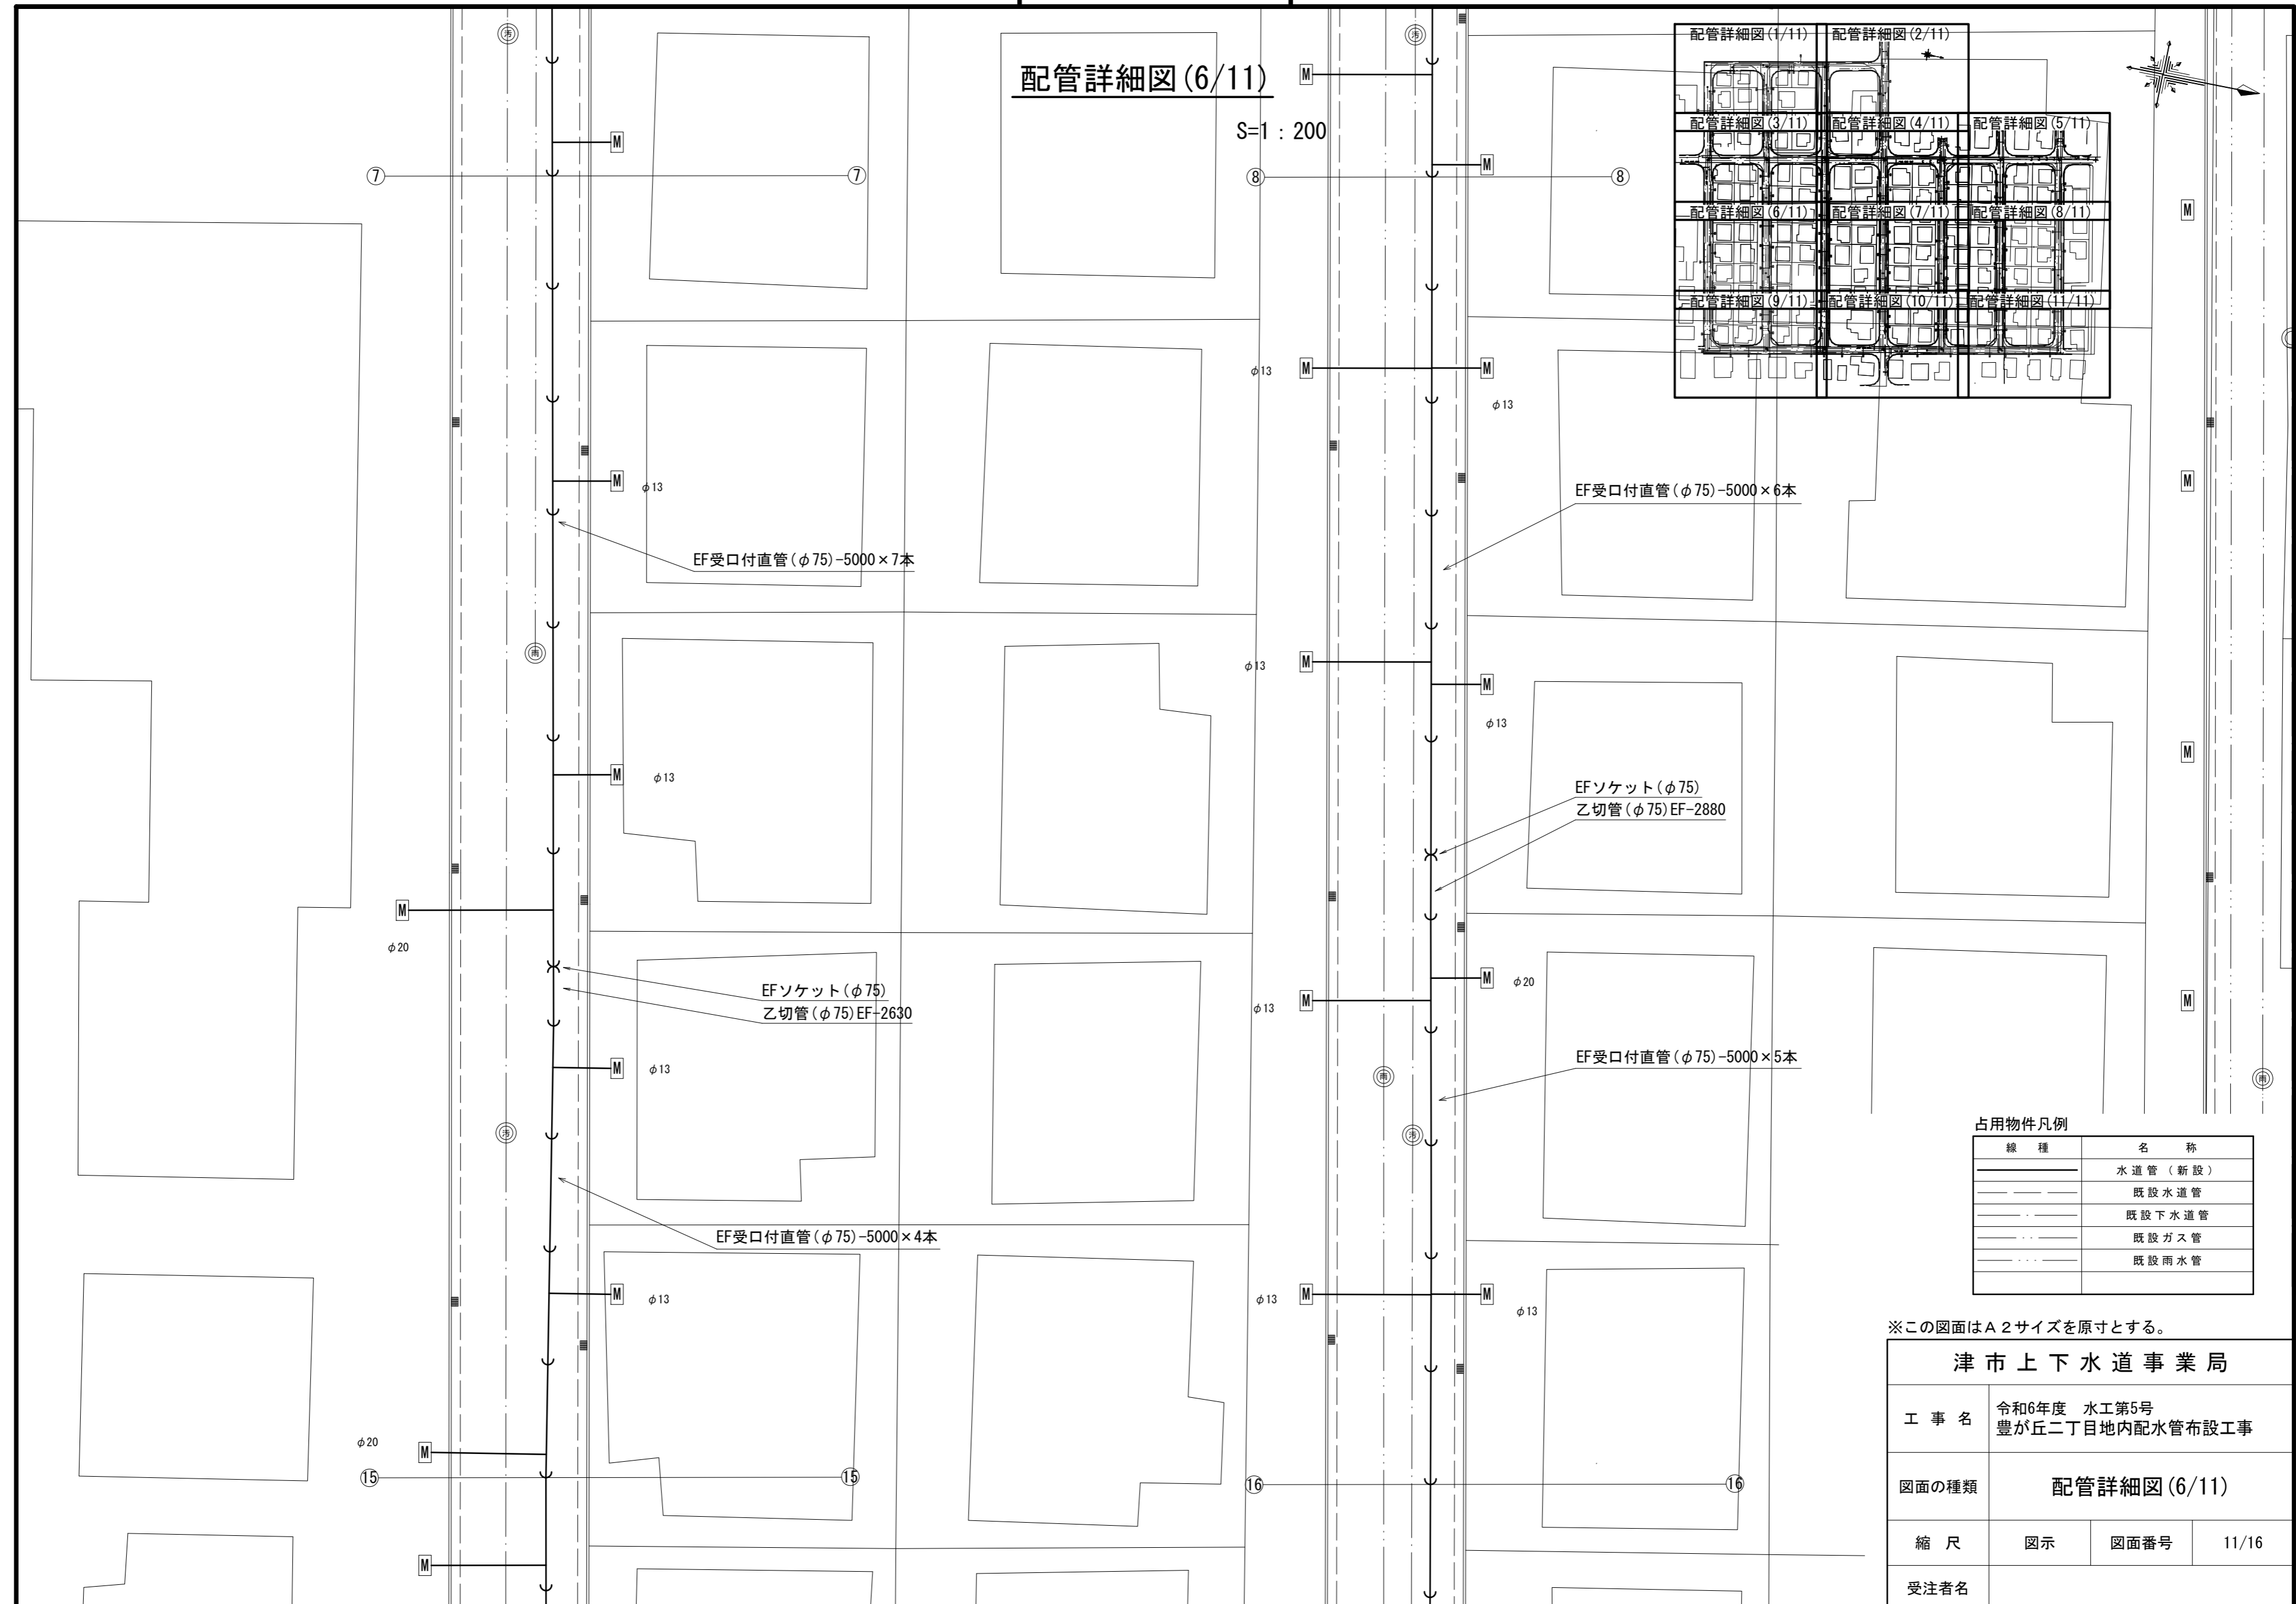 配管詳細図(6/11)
S=1 : 200
配管詳細図(1/11)
配管詳細図(2/11)
配管詳細図(3/11)
配管詳細図(4/11)
配管詳細図(5/11)
配管詳細図(6/11)
配管詳細図(7/11)
配管詳細図(8/11)
配管詳細図(9/11)
配管詳細図(10/11)
配管詳細図(11/11)
汚
汚
M
M
M
M
⑦
⑦
⑧
⑧
M
φ13
M
M
φ13
M
φ13
M
EF受口付直管(φ75)-5000×6本
EF受口付直管(φ75)-5000×7本
雨
φ13
M
M
φ13
M
M
φ13
EFソケット(φ75)
乙切管(φ75)EF-2880
M
φ20
EFソケット(φ75)
乙切管(φ75)EF-2630
φ13
M
M
φ20
M
M
φ13
EF受口付直管(φ75)-5000×5本
雨
雨
汚
汚
EF受口付直管(φ75)-5000×4本
M
φ13
φ13
M
M
φ13
φ20
M
⑮
⑮
⑯
⑯
M
占用物件凡例
線 種 名 称
水道管(新設)
既設水道管
既設下水道管
既設ガス管
既設雨水管
※この図面はA2サイズを原寸とする。
津市上下水道事業局
工事名 令和6年度 水工第5号
豊が丘二丁目地内配水管布設工事
図面の種類 配管詳細図(6/11)
縮尺 図示 図面番号 11/16
受注者名